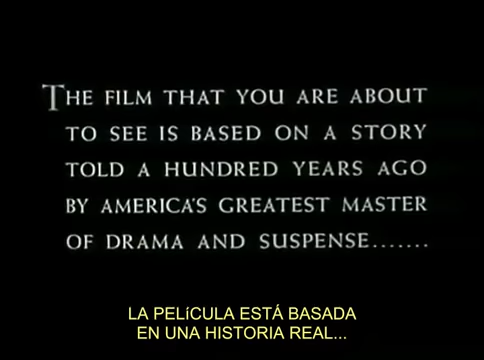 THE FILM THAT YOU ARE ABOUT
TO SEE IS BASED ON A STORY
TOLD A HUNDRED YEARS AGO
BY AMERICA'S GREATEST MASTER
OF DRAMA AND SUSPENSE.......
LA PELíCULA ESTÁ BASADA
EN UNA HISTORIA REAL...